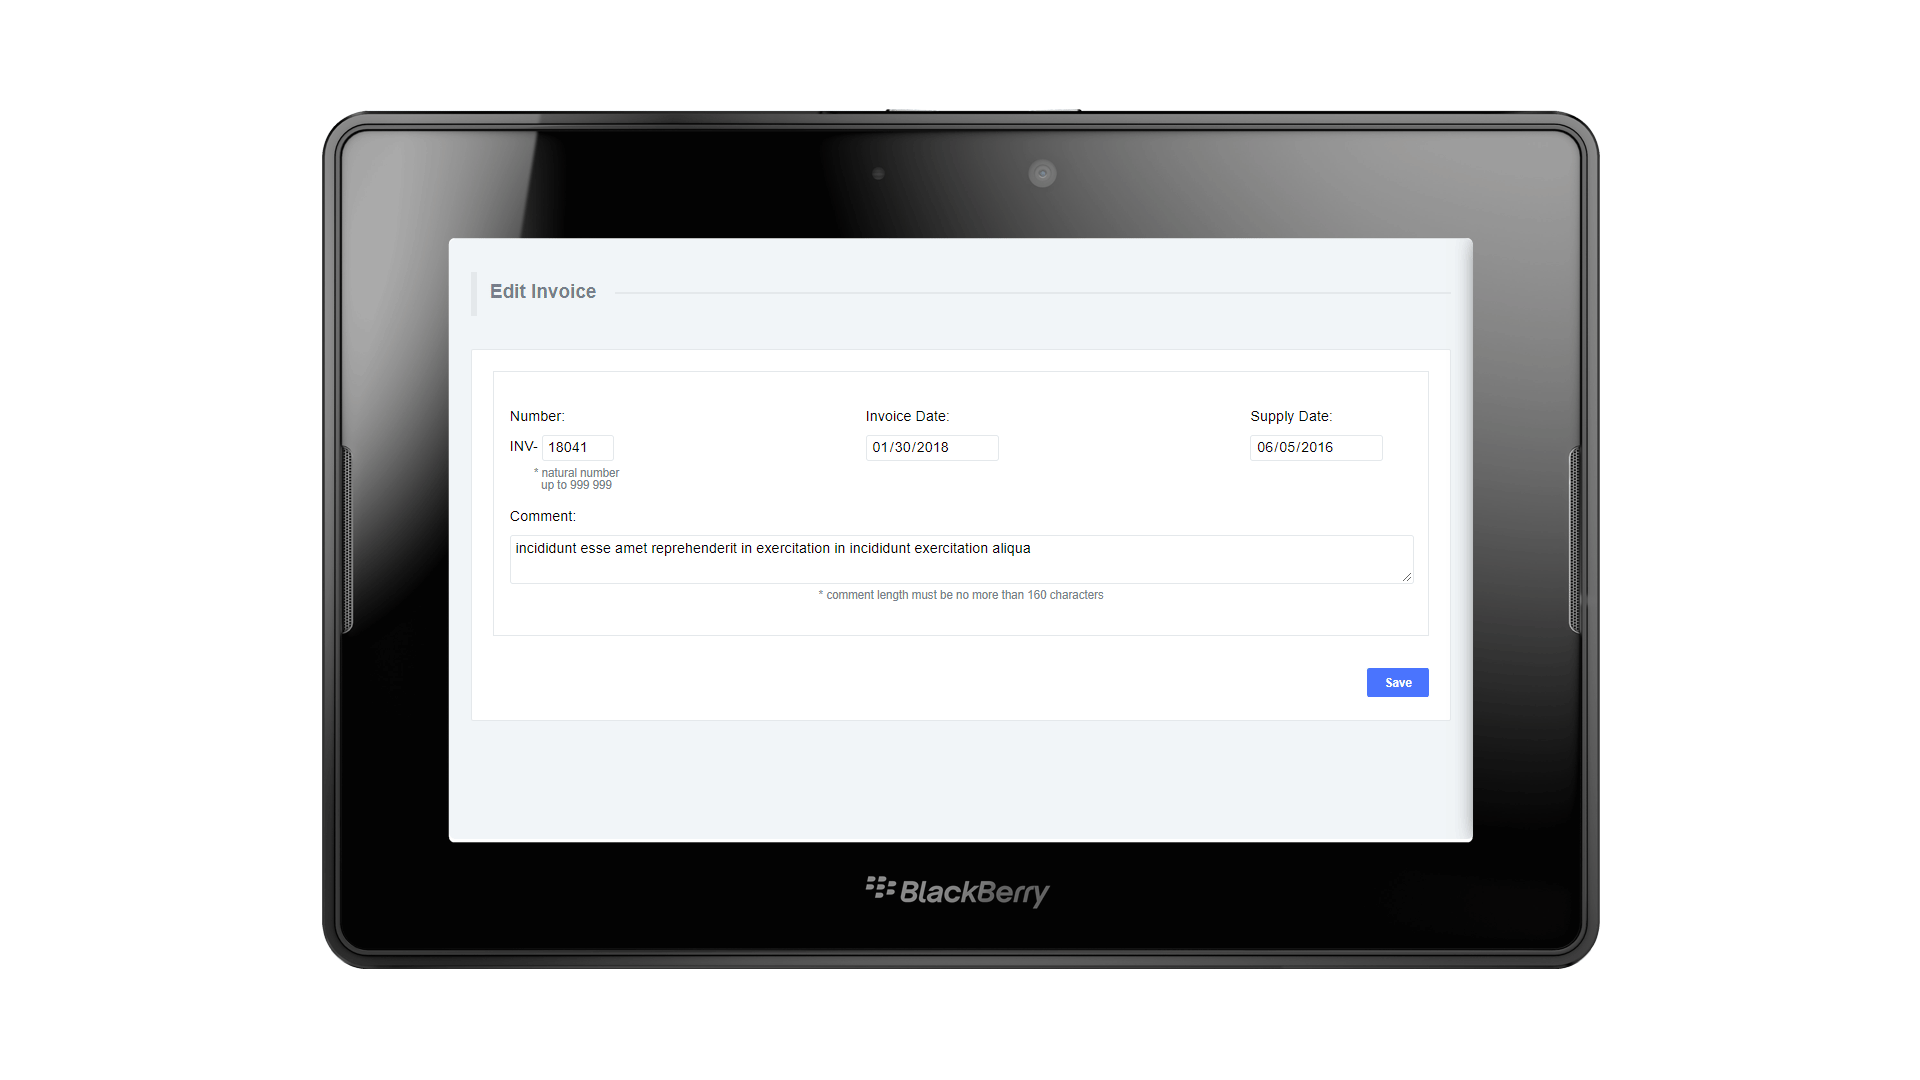 Edit Invoice
Number: Invoice Date: Supply Date:
INV- 18041 01/30/2018 06/05/2016
* natural number
up to 999 999
Comment:
incididunt esse amet reprehenderit in exercitation in incididunt exercitation aliqua
* comment length must be no more than 160 characters
Save
BlackBerry